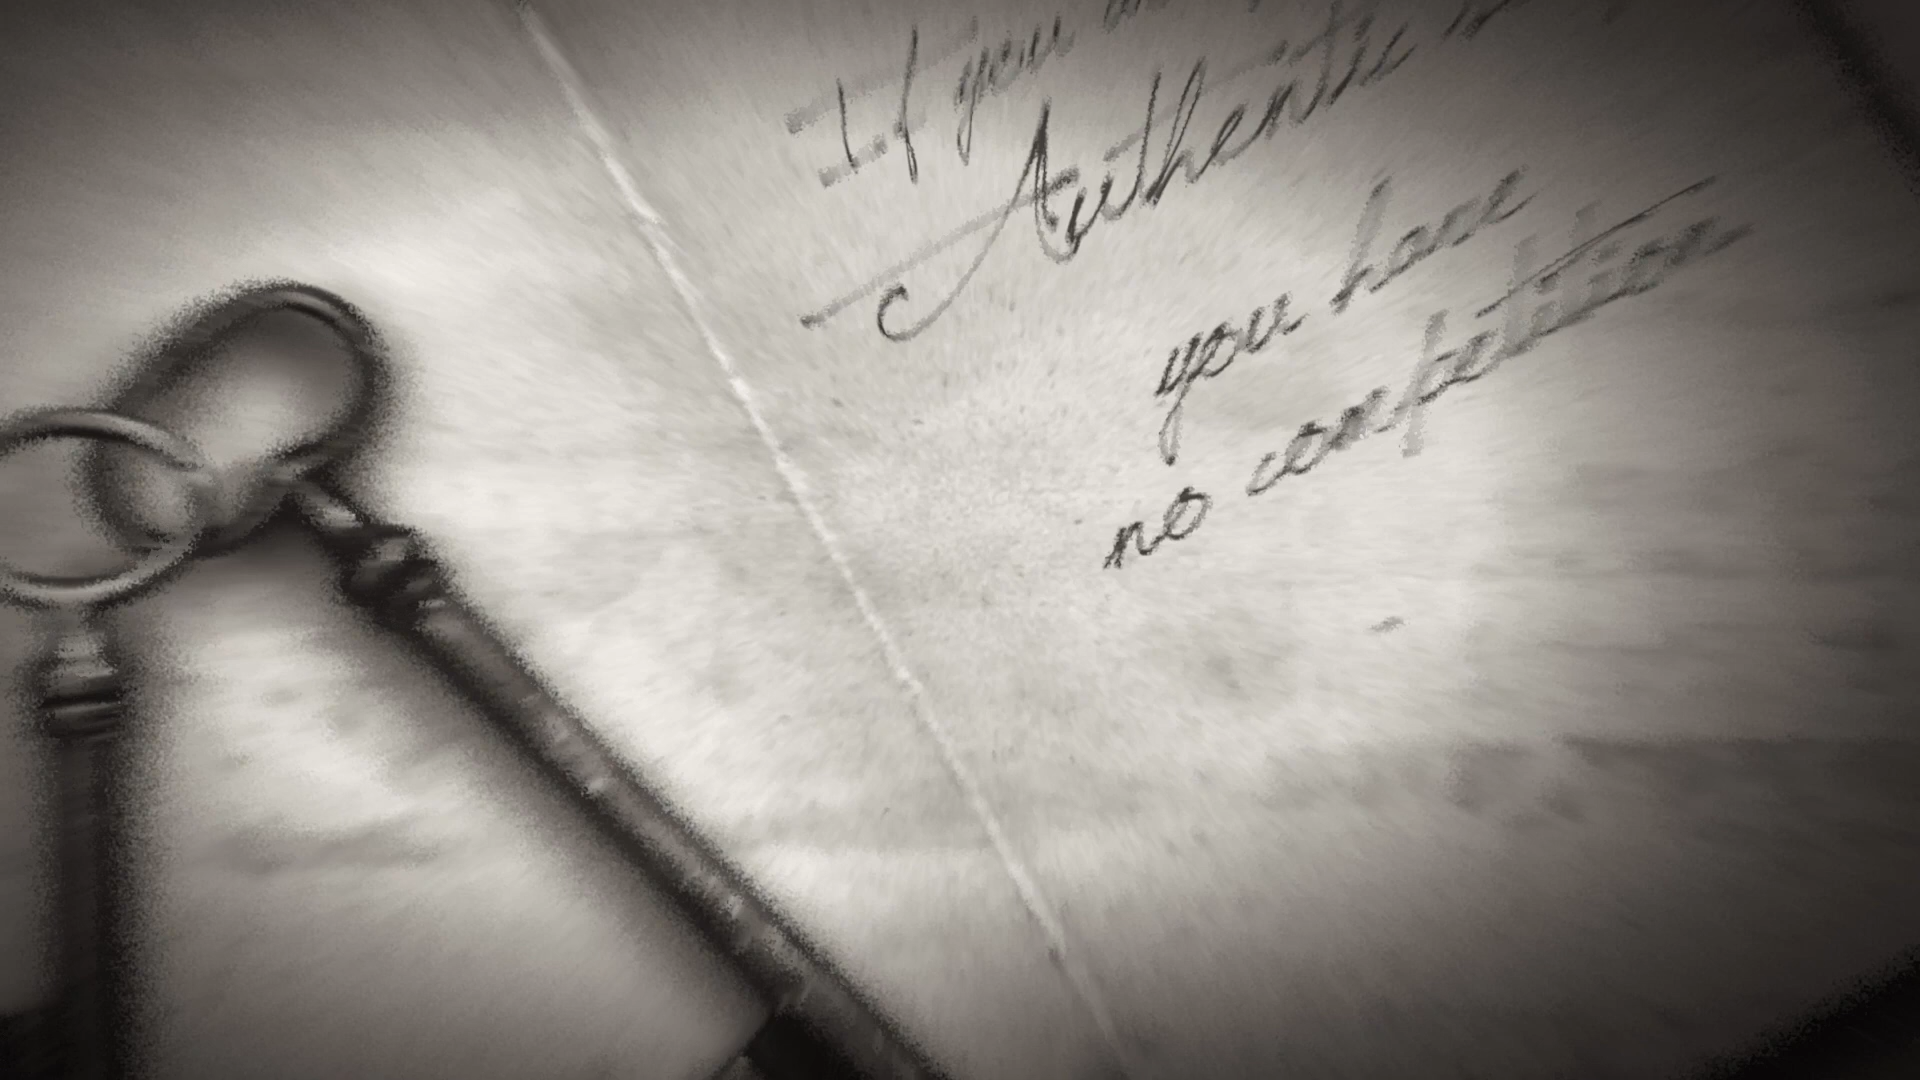 If you
Authentic
you have
no competition